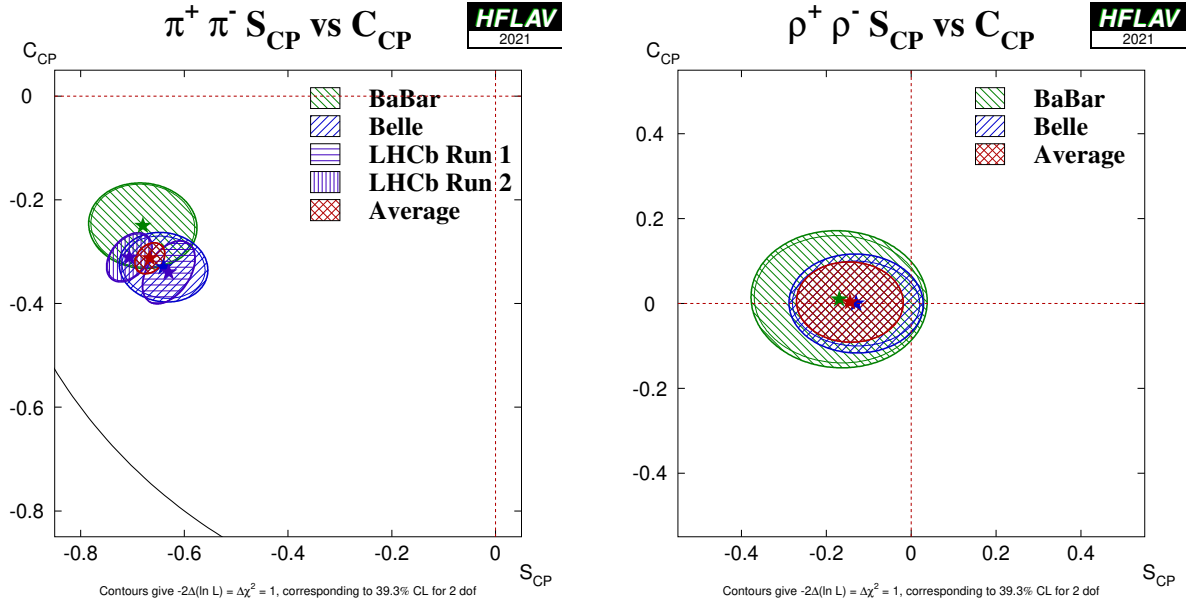 π+ π- S_CP vs C_CP
HFLAV
2021
C_CP
BaBar
Belle
LHCb Run 1
LHCb Run 2
Average
0
-0.2
-0.4
-0.6
-0.8
-0.8 -0.6 -0.4 -0.2 0
S_CP
Contours give -2Δ(ln L) = Δχ² = 1, corresponding to 39.3% CL for 2 dof
ρ+ ρ- S_CP vs C_CP
HFLAV
2021
C_CP
BaBar
Belle
Average
0.4
0.2
0
-0.2
-0.4
-0.4 -0.2 0 0.2 0.4
S_CP
Contours give -2Δ(ln L) = Δχ² = 1, corresponding to 39.3% CL for 2 dof